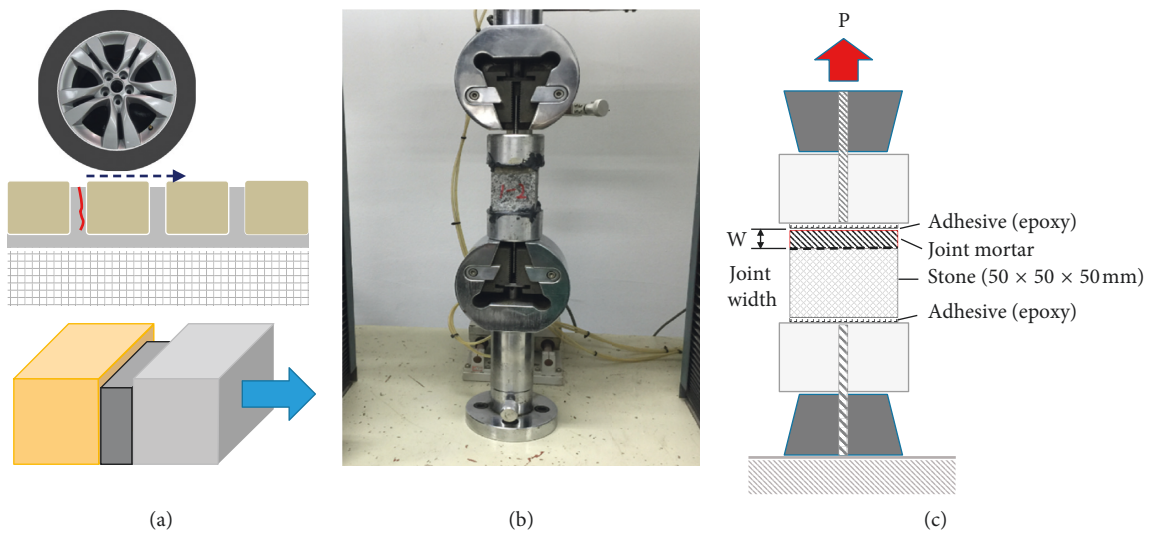 P
Adhesive (epoxy)
W
Joint mortar
Joint
width
Stone (50 × 50 × 50 mm)
Adhesive (epoxy)
(a)
(b)
(c)